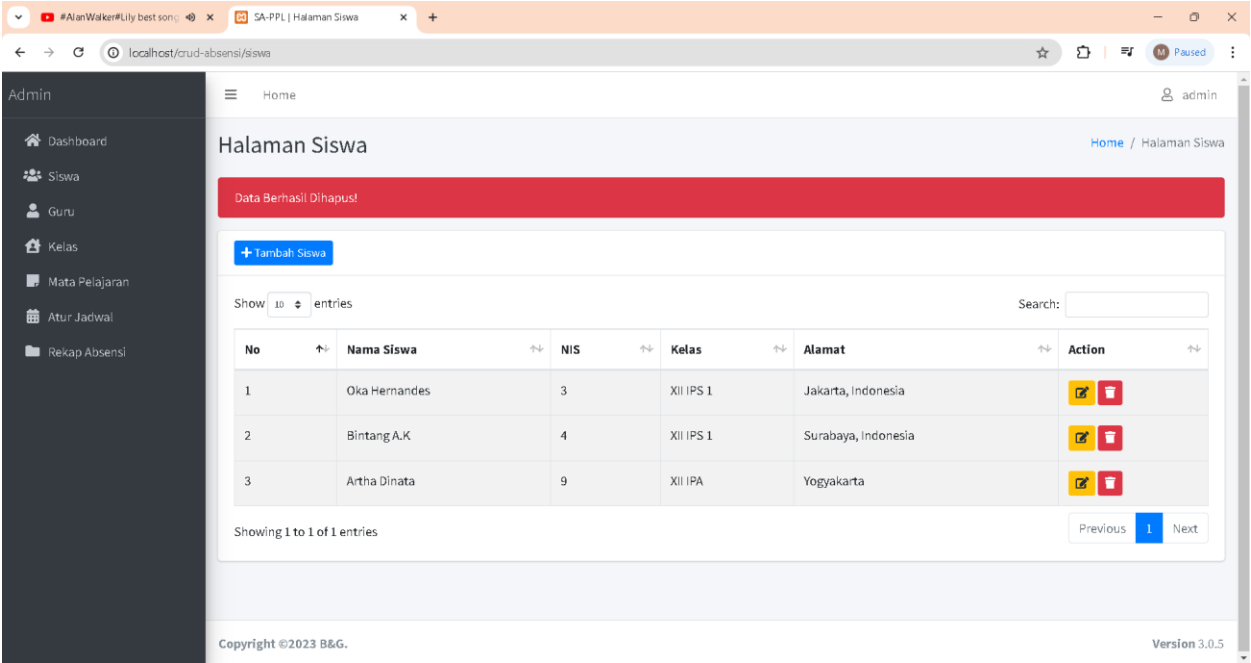 #AlanWalker#Lily best song
SA-PPL | Halaman Siswa
localhost/crud-absensi/siswa
M Paused
Admin
Home
admin
Dashboard
Siswa
Guru
Kelas
Mata Pelajaran
Atur Jadwal
Rekap Absensi
Halaman Siswa
Home / Halaman Siswa
Data Berhasil Dihapus!
+ Tambah Siswa
Show 10 entries
Search:
No Nama Siswa NIS Kelas Alamat Action
1 Oka Hernandes 3 XII IPS 1 Jakarta, Indonesia
2 Bintang A.K 4 XII IPS 1 Surabaya, Indonesia
3 Artha Dinata 9 XII IPA Yogyakarta
Showing 1 to 1 of 1 entries
Previous 1 Next
Copyright ©2023 B&G.
Version 3.0.5